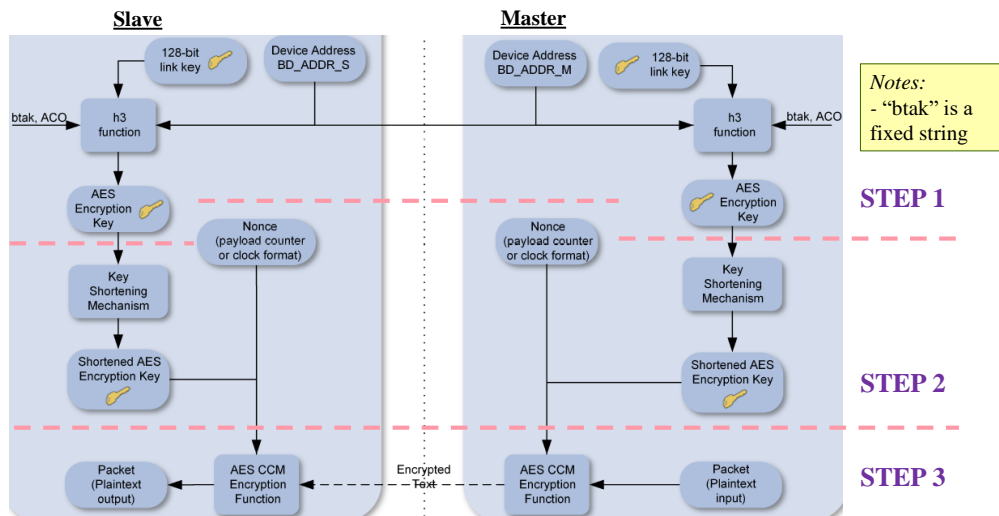 Slave
Master
128-bit
link key
Device Address
BD_ADDR_S
Device Address
BD_ADDR_M
128-bit
link key
Notes:
- “btak” is a
fixed string
btak, ACO
h3
function
h3
function
btak, ACO
AES
Encryption
Key
AES
Encryption
Key
STEP 1
Nonce
(payload counter
or clock format)
Nonce
(payload counter
or clock format)
Key
Shortening
Mechanism
Key
Shortening
Mechanism
Shortened AES
Encryption Key
Shortened AES
Encryption Key
STEP 2
Packet
(Plaintext
output)
AES CCM
Encryption
Function
Encrypted
Text
AES CCM
Encryption
Function
Packet
(Plaintext
input)
STEP 3